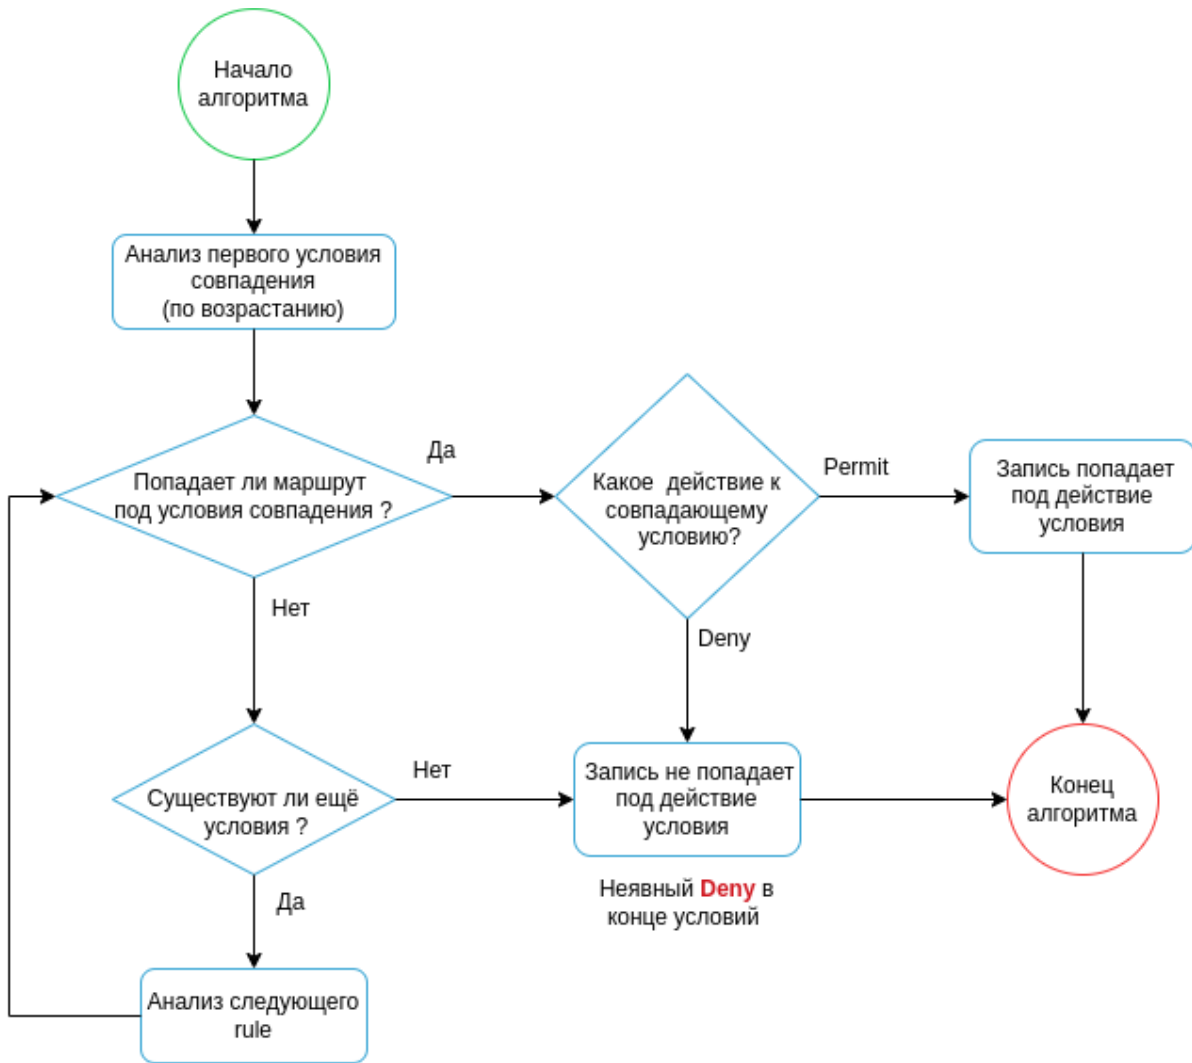 Начало
алгоритма
Анализ первого условия
совпадения
(по возрастанию)
Попадает ли маршрут
под условия совпадения ?
Да
Какое действие к
совпадающему
условию?
Permit
Запись попадает
под действие
условия
Нет
Deny
Существуют ли ещё
условия ?
Нет
Запись не попадает
под действие
условия
Конец
алгоритма
Неявный Deny в
конце условий
Да
Анализ следующего
rule